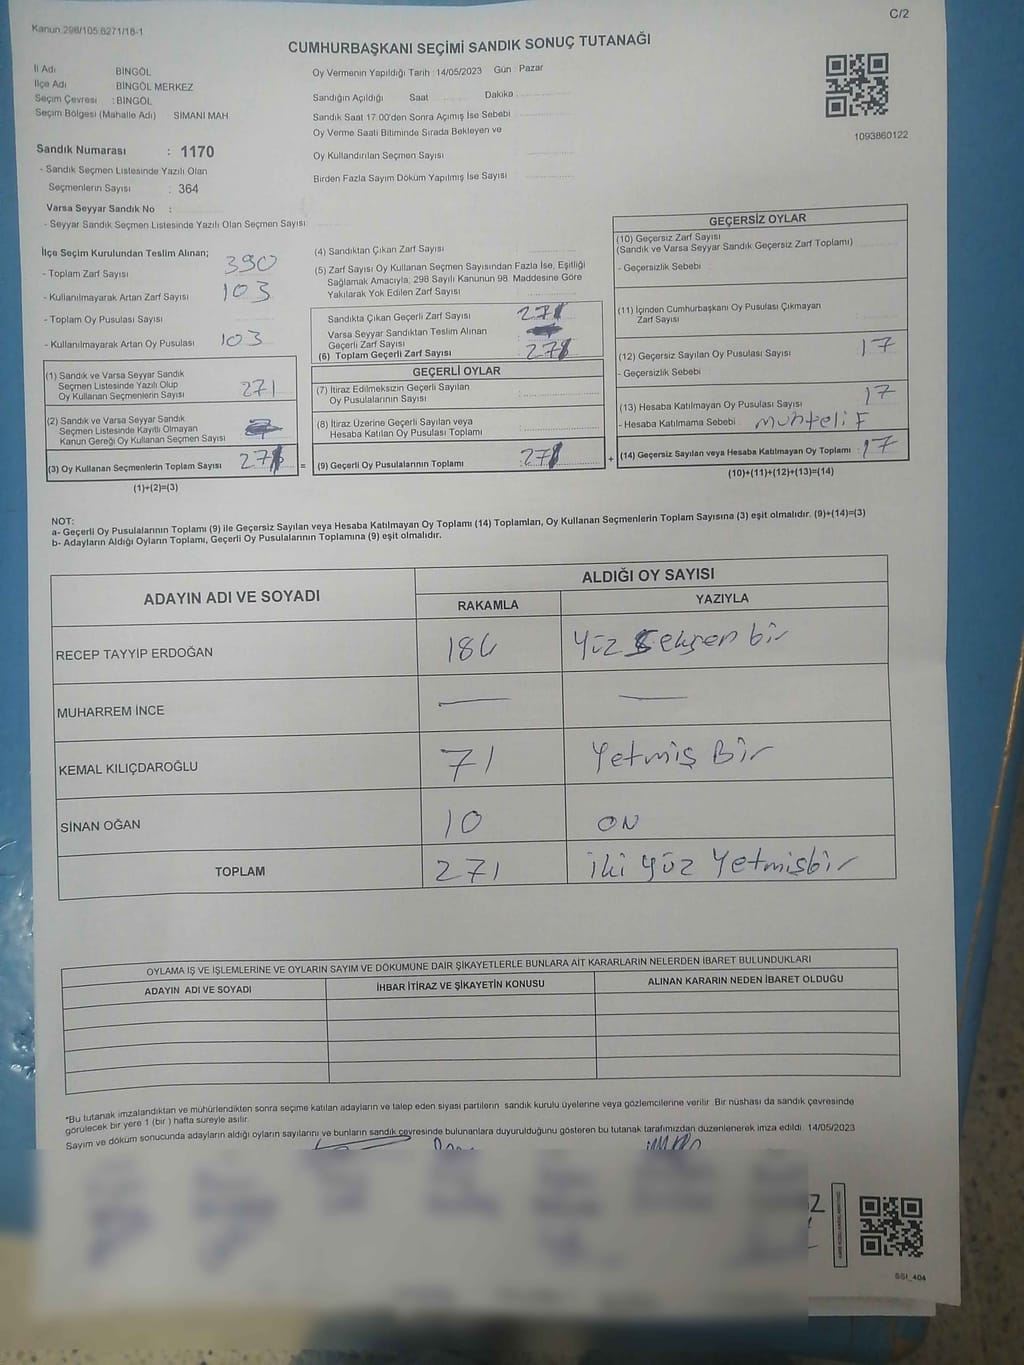 C/2
Kanun 298/105 6271/18-1
CUMHURBAŞKANI SEÇİMİ SANDIK SONUÇ TUTANAĞI
İl Adı BİNGÖL
İlçe Adı BİNGÖL MERKEZ
Seçim Çevresi : BİNGÖL
Seçim Bölgesi (Mahalle Adı) SİMANİ MAH
Sandık Numarası : 1170
- Sandık Seçmen Listesinde Yazılı Olan
Seçmenlerin Sayısı : 364
Varsa Seyyar Sandık No :
- Seyyar Sandık Seçmen Listesinde Yazılı Olan Seçmen Sayısı:
Oy Vermenin Yapıldığı Tarih : 14/05/2023 Gün : Pazar
Sandığın Açıldığı Saat Dakika
Sandık Saat 17.00'den Sonra Açımış İse Sebebi
Oy Verme Saati Bitiminde Sırada Bekleyen ve
Oy Kullandırılan Seçmen Sayısı
Birden Fazla Sayım Döküm Yapılmış İse Sayısı
1093860122
İlçe Seçim Kurulundan Teslim Alınan;
- Toplam Zarf Sayısı 390
- Kullanılmayarak Artan Zarf Sayısı 103
- Toplam Oy Pusulası Sayısı
- Kullanılmayarak Artan Oy Pusulası 103
(1) Sandık ve Varsa Seyyar Sandık
Seçmen Listesinde Yazılı Olup
Oy Kullanan Seçmenlerin Sayısı 271
(2) Sandık ve Varsa Seyyar Sandık
Seçmen Listesinde Kayıtlı Olmayan
Kanun Gereği Oy Kullanan Seçmen Sayısı
(3) Oy Kullanan Seçmenlerin Toplam Sayısı 271
(1)+(2)=(3)
(4) Sandıktan Çıkan Zarf Sayısı
(5) Zarf Sayısı Oy Kullanan Seçmen Sayısından Fazla İse, Eşitliği
Sağlamak Amacıyla; 298 Sayılı Kanunun 98. Maddesine Göre
Yakılarak Yok Edilen Zarf Sayısı
Sandıkta Çıkan Geçerli Zarf Sayısı 271
Varsa Seyyar Sandıktan Teslim Alınan
Geçerli Zarf Sayısı
(6) Toplam Geçerli Zarf Sayısı 271
GEÇERLİ OYLAR
(7) İtiraz Edilmeksizin Geçerli Sayılan
Oy Pusulalarının Sayısı
(8) İtiraz Üzerine Geçerli Sayılan veya
Hesaba Katılan Oy Pusulası Toplamı
(9) Geçerli Oy Pusulalarının Toplamı 271
GEÇERSİZ OYLAR
(10) Geçersiz Zarf Sayısı
(Sandık ve Varsa Seyyar Sandık Geçersiz Zarf Toplamı)
- Geçersizlik Sebebi
(11) İçinden Cumhurbaşkanı Oy Pusulası Çıkmayan
Zarf Sayısı
(12) Geçersiz Sayılan Oy Pusulası Sayısı 17
- Geçersizlik Sebebi
(13) Hesaba Katılmayan Oy Pusulası Sayısı 17
- Hesaba Katılmama Sebebi muhtelif
(14) Geçersiz Sayılan veya Hesaba Katılmayan Oy Toplamı : 17
(10)+(11)+(12)+(13)=(14)
NOT:
a- Geçerli Oy Pusulalarının Toplamı (9) ile Geçersiz Sayılan veya Hesaba Katılmayan Oy Toplamı (14) Toplamları, Oy Kullanan Seçmenlerin Toplam Sayısına (3) eşit olmalıdır. (9)+(14)=(3)
b- Adayların Aldığı Oyların Toplamı, Geçerli Oy Pusulalarının Toplamına (9) eşit olmalıdır.
ADAYIN ADI VE SOYADI ALDIĞI OY SAYISI
RAKAMLA YAZIYLA
RECEP TAYYİP ERDOĞAN Yüz Seksen bir
MUHARREM İNCE — —
KEMAL KILIÇDAROĞLU 71 Yetmiş Bir
SİNAN OĞAN 10 ON
TOPLAM 271 iki yüz Yetmişbir
OYLAMA İŞ VE İŞLEMLERİNE VE OYLARIN SAYIM VE DÖKÜMÜNE DAİR ŞİKAYETLERLE BUNLARA AİT KARARLARIN NELERDEN İBARET BULUNDUKLARI
ADAYIN ADI VE SOYADI İHBAR İTİRAZ VE ŞİKAYETİN KONUSU ALINAN KARARIN NEDEN İBARET OLDUĞU
*Bu tutanak imzalandıktan ve mühürlendikten sonra seçime katılan adayların ve talep eden siyasi partilerin sandık kurulu üyelerine veya gözlemcilerine verilir. Bir nüshası da sandık çevresinde
görülecek bir yere 1 (bir) hafta süreyle asılır.
Sayım ve döküm sonucunda adayların aldığı oyların sayılarını ve bunların sandık çevresinde bulunanlara duyurulduğunu gösteren bu tutanak tarafımızdan düzenlenerek imza edildi. 14/05/2023
SSI_404